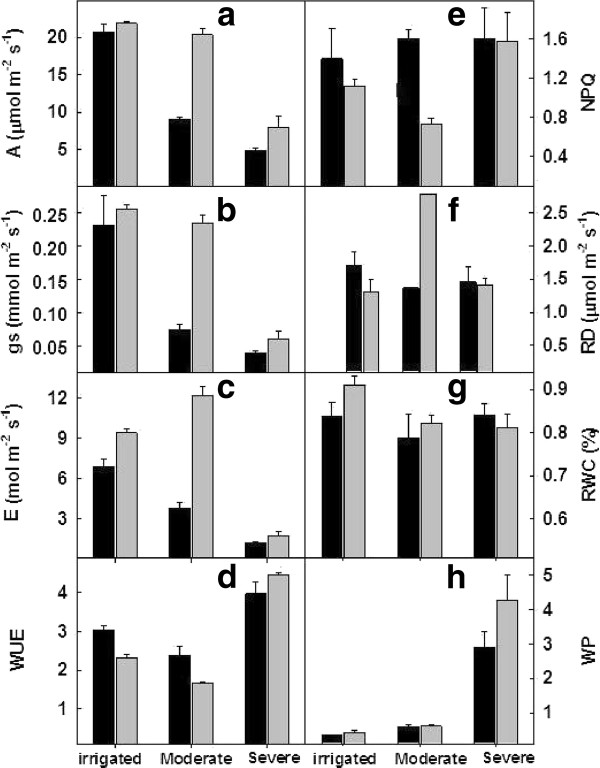 a
A (μmol m⁻² s⁻¹)
20
15
10
5
e
1.6
1.2
0.8
0.4
NPQ
b
gs (mmol m⁻² s⁻¹)
0.25
0.20
0.15
0.10
0.05
f
2.5
2.0
1.5
1.0
0.5
RD (μmol m⁻² s⁻¹)
c
E (mol m⁻² s⁻¹)
12
9
6
3
g
0.9
0.8
0.7
0.6
RWC (%)
d
WUE
4
3
2
1
h
5
4
3
2
1
WP
irrigated Moderate Severe irrigated Moderate Severe